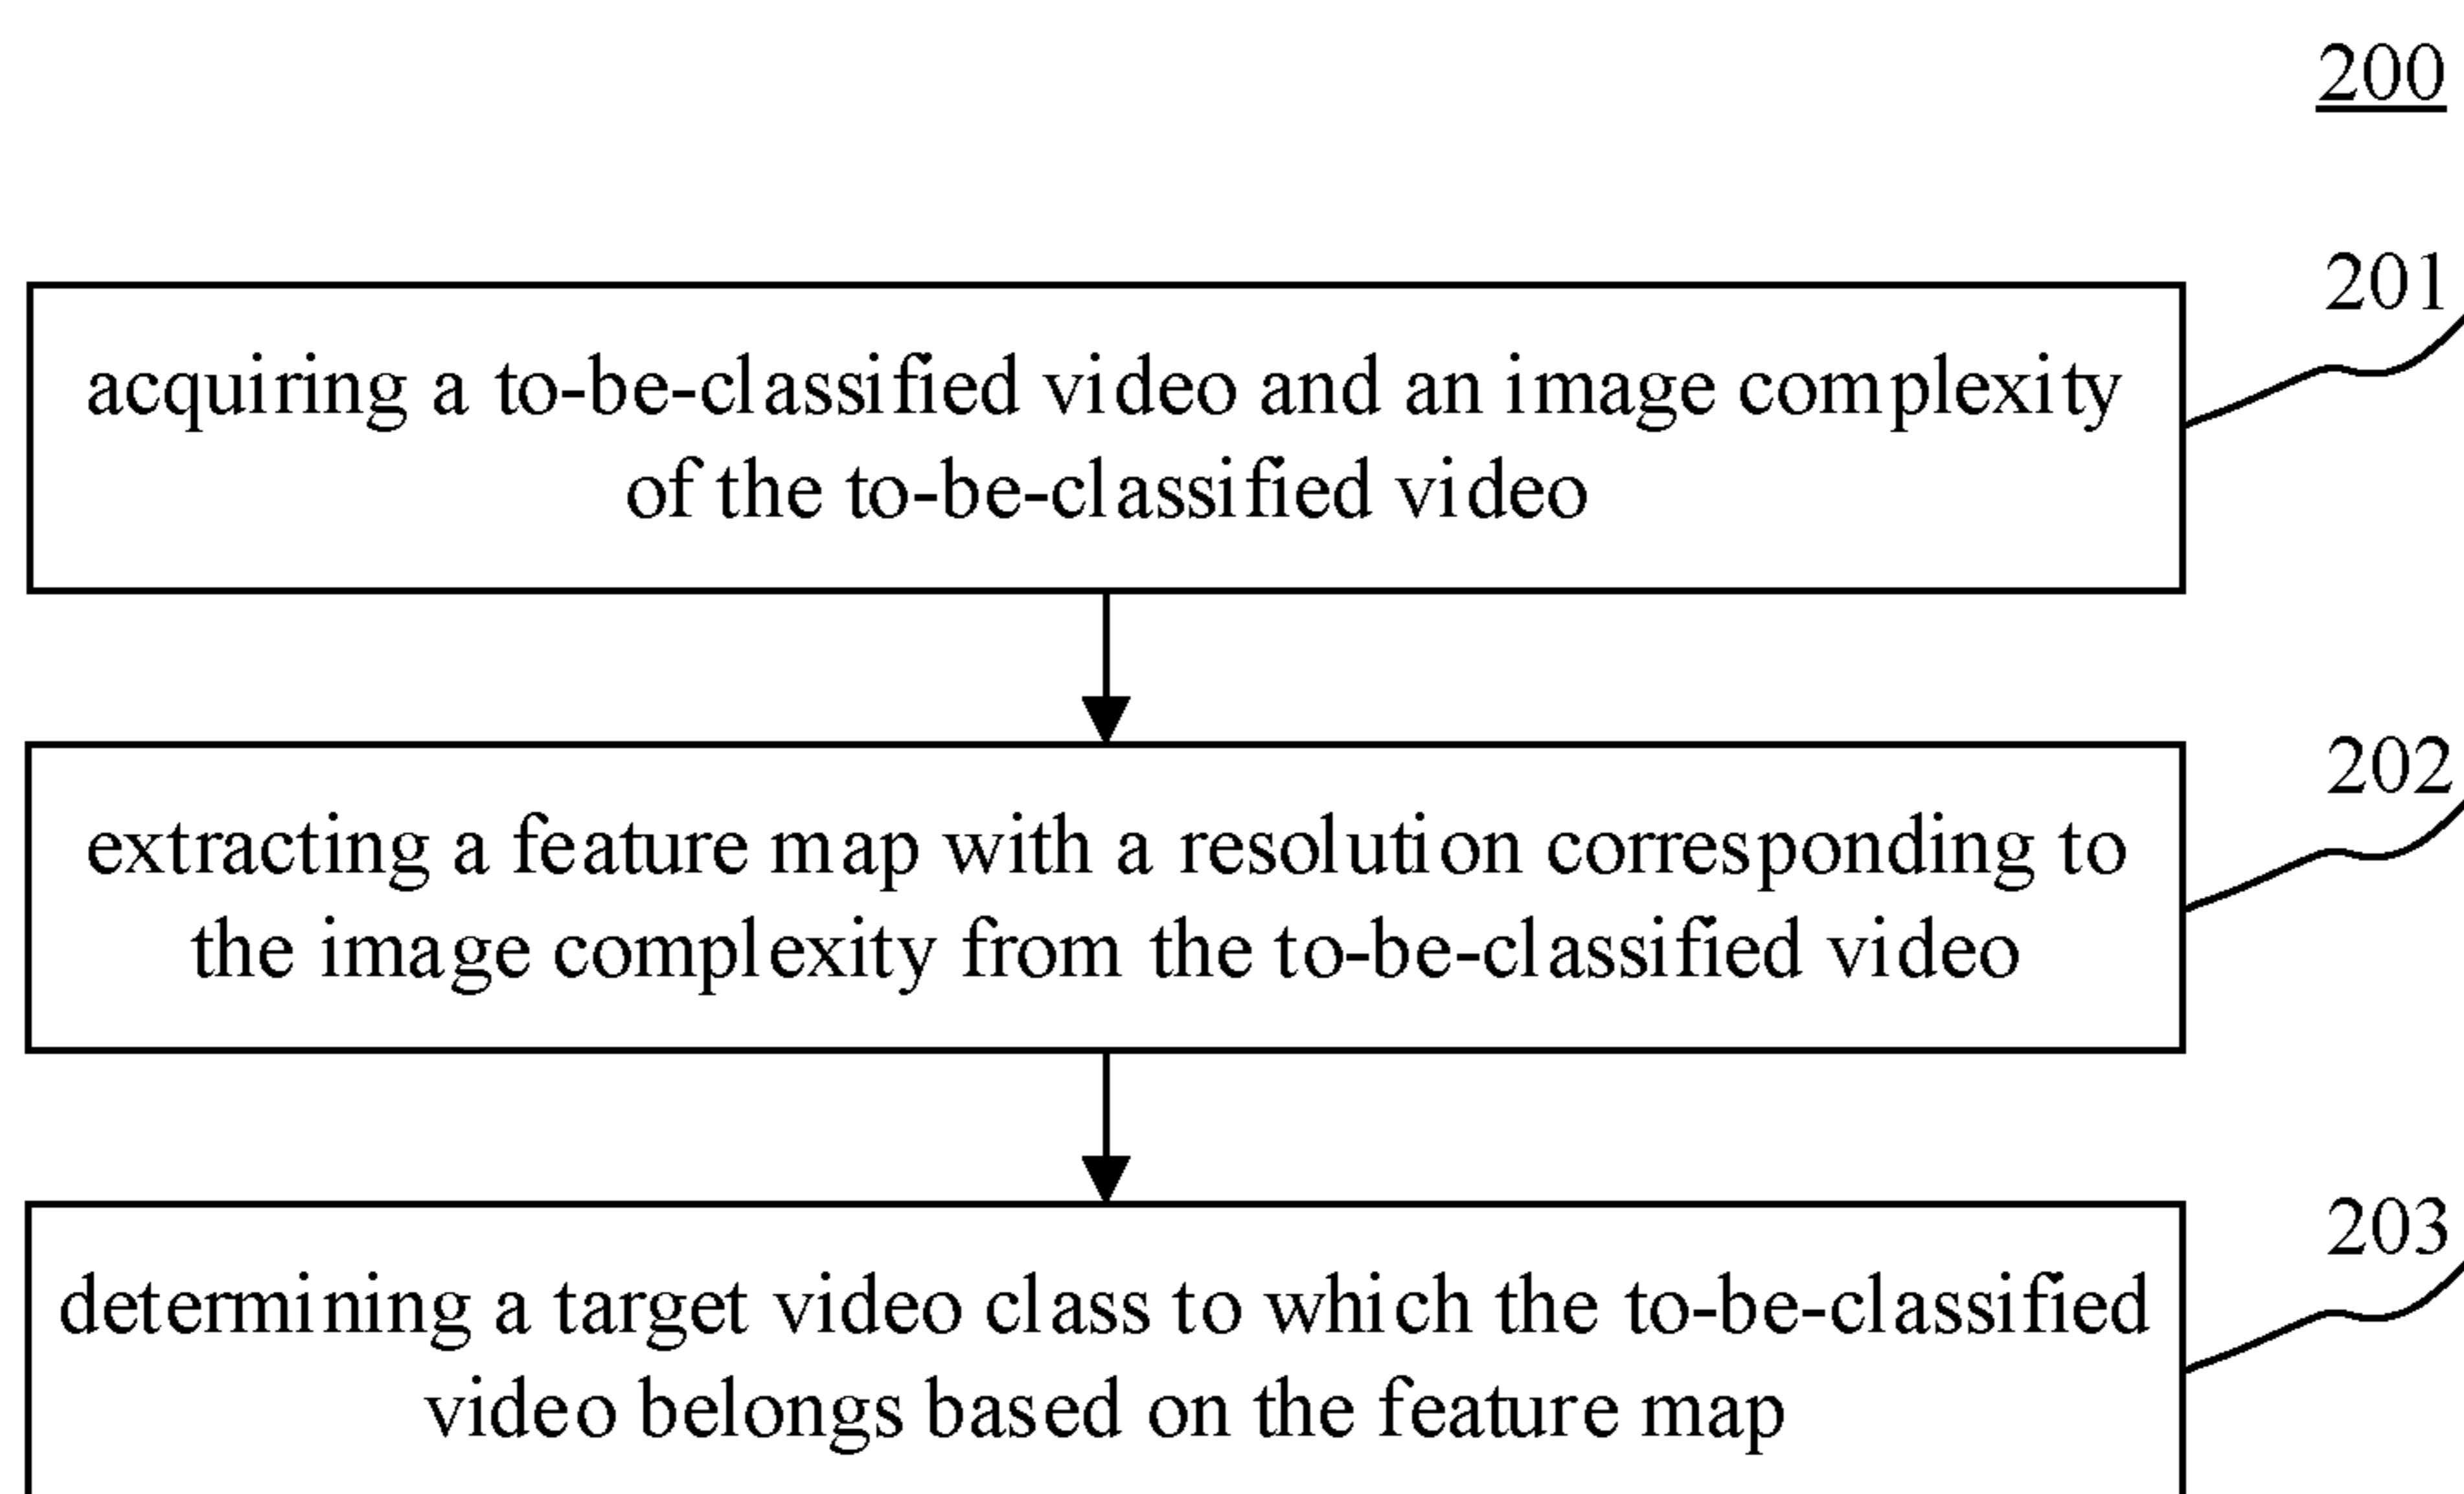 200
201
acquiring a to-be-classified video and an image complexity
of the to-be-classified video
202
extracting a feature map with a resolution corresponding to
the image complexity from the to-be-classified video
203
determining a target video class to which the to-be-classified
video belongs based on the feature map